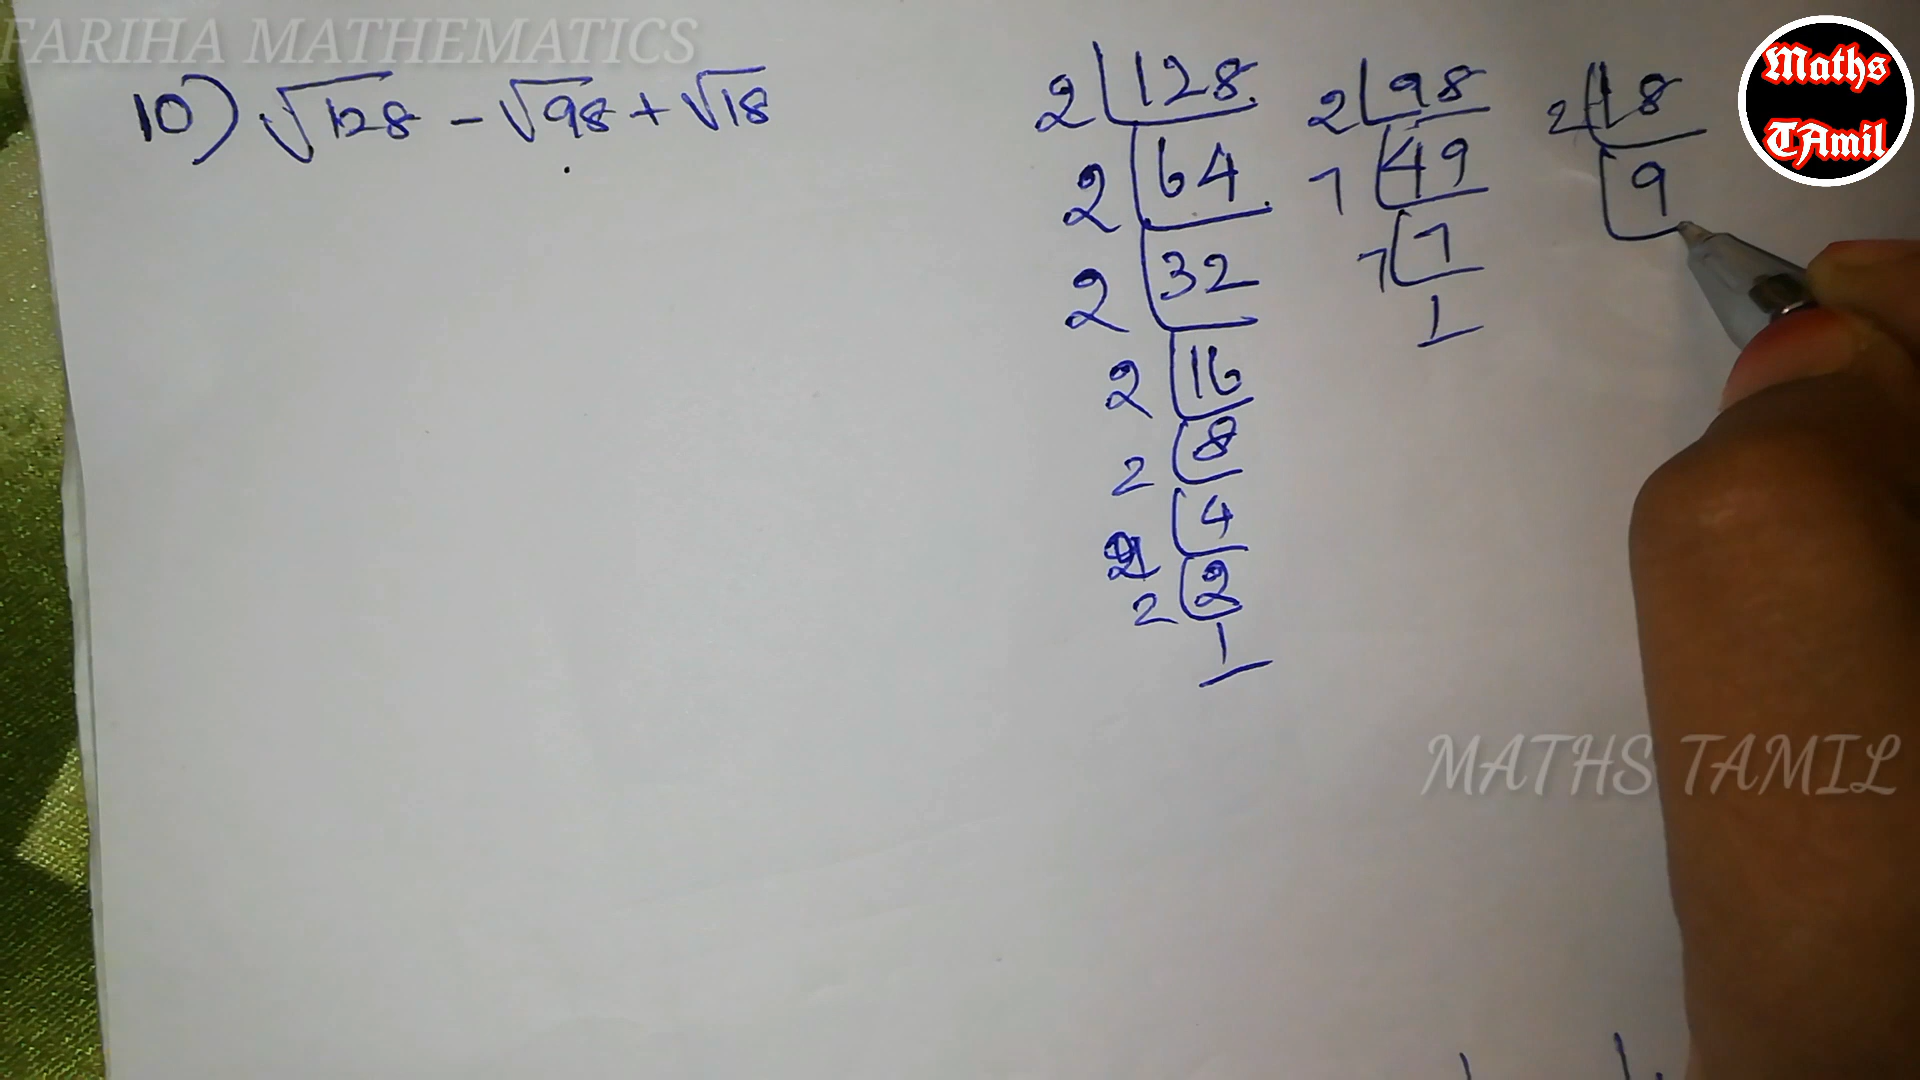 FARIHA MATHEMATICS
Maths
TAmil
10) √128 - √98 + √18
2 128
2 64
2 32
2 16
2 8
2 4
2 2
1
2 98
7 49
7 7
1
2 18
9
MATHS TAMIL